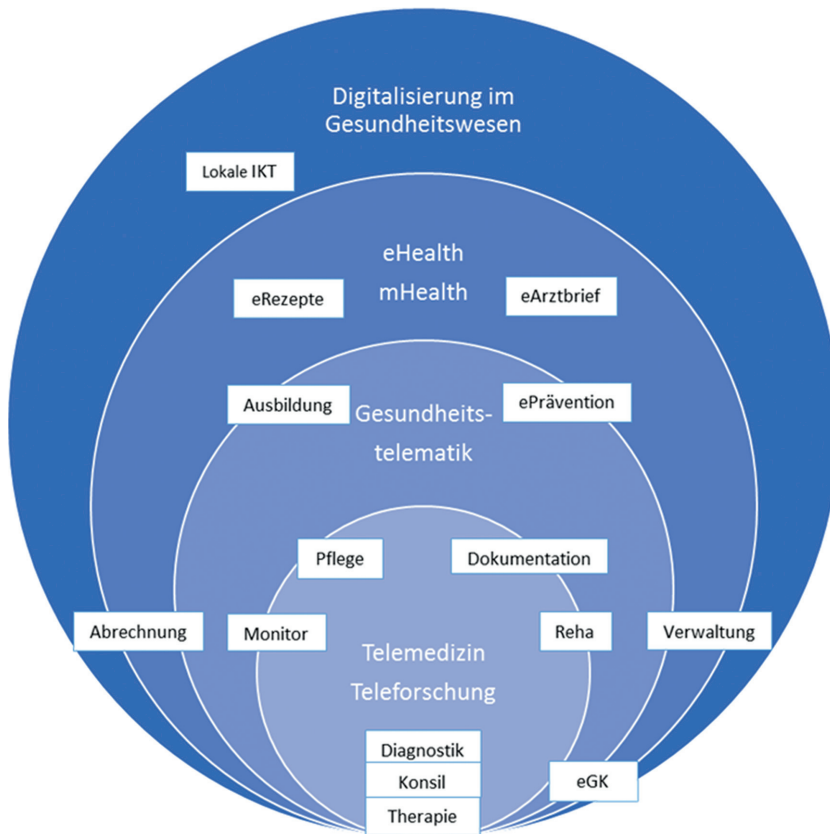 Digitalisierung im
Gesundheitswesen
Lokale IKT
eHealth
mHealth
eRezepte
eArztbrief
Ausbildung
ePrävention
Gesundheits-
telematik
Pflege
Dokumentation
Abrechnung
Monitor
Reha
Verwaltung
Telemedizin
Teleforschung
Diagnostik
Konsil
eGK
Therapie